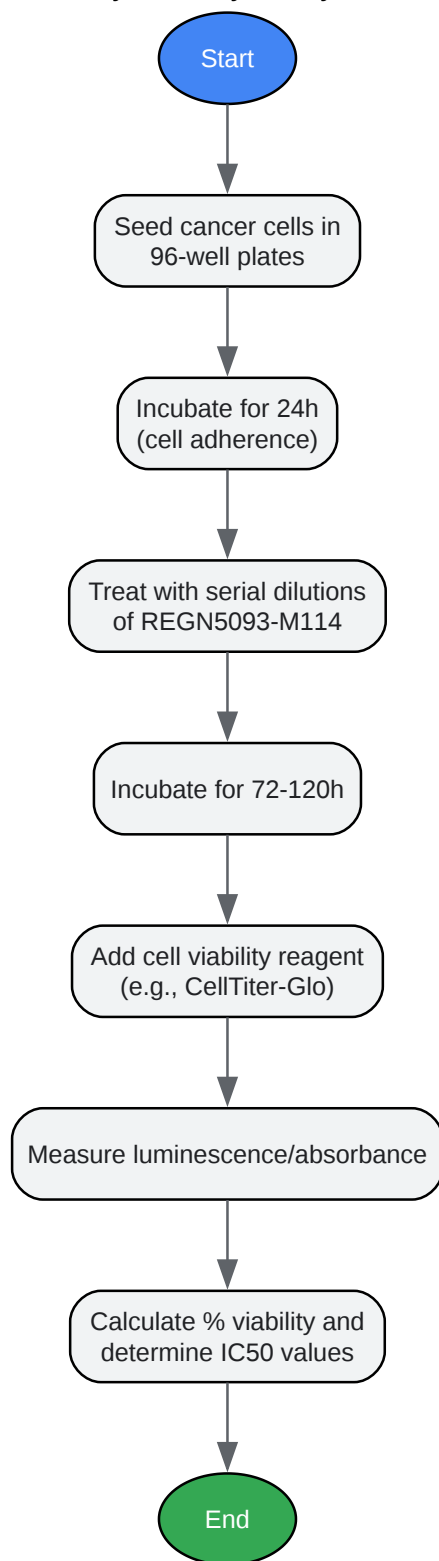 Start
Seed cancer cells in
96-well plates
Incubate for 24h
(cell adherence)
Treat with serial dilutions
of REGN5093-M114
Incubate for 72-120h
Add cell viability reagent
(e.g., CellTiter-Glo)
Measure luminescence/absorbance
Calculate % viability and
determine IC50 values
End